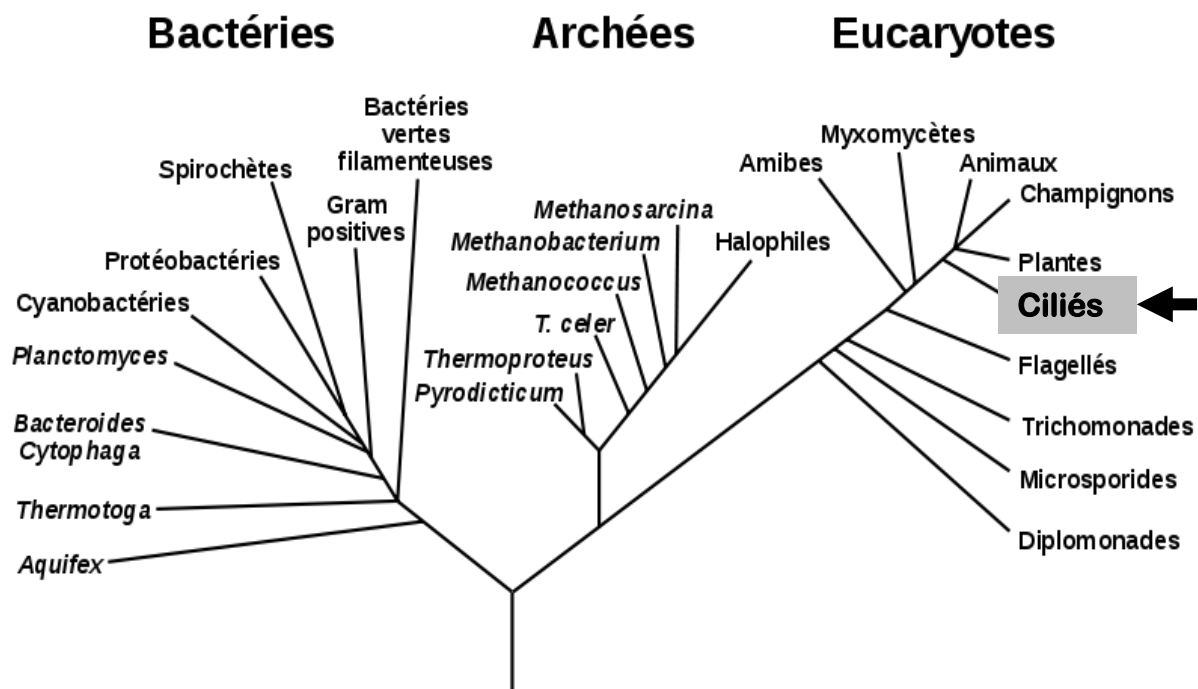 Bactéries
Archées
Eucaryotes
Bactéries
vertes
filamenteuses
Spirochètes
Gram
positives
Protéobactéries
Cyanobactéries
Planctomyces
Bacteroides
Cytophaga
Thermotoga
Aquifex
Methanosarcina
Methanobacterium
Halophiles
Methanococcus
T. celer
Thermoproteus
Pyrodicticum
Myxomycètes
Amibes
Animaux
Champignons
Plantes
Ciliés
Flagellés
Trichomonades
Microsporides
Diplomonades